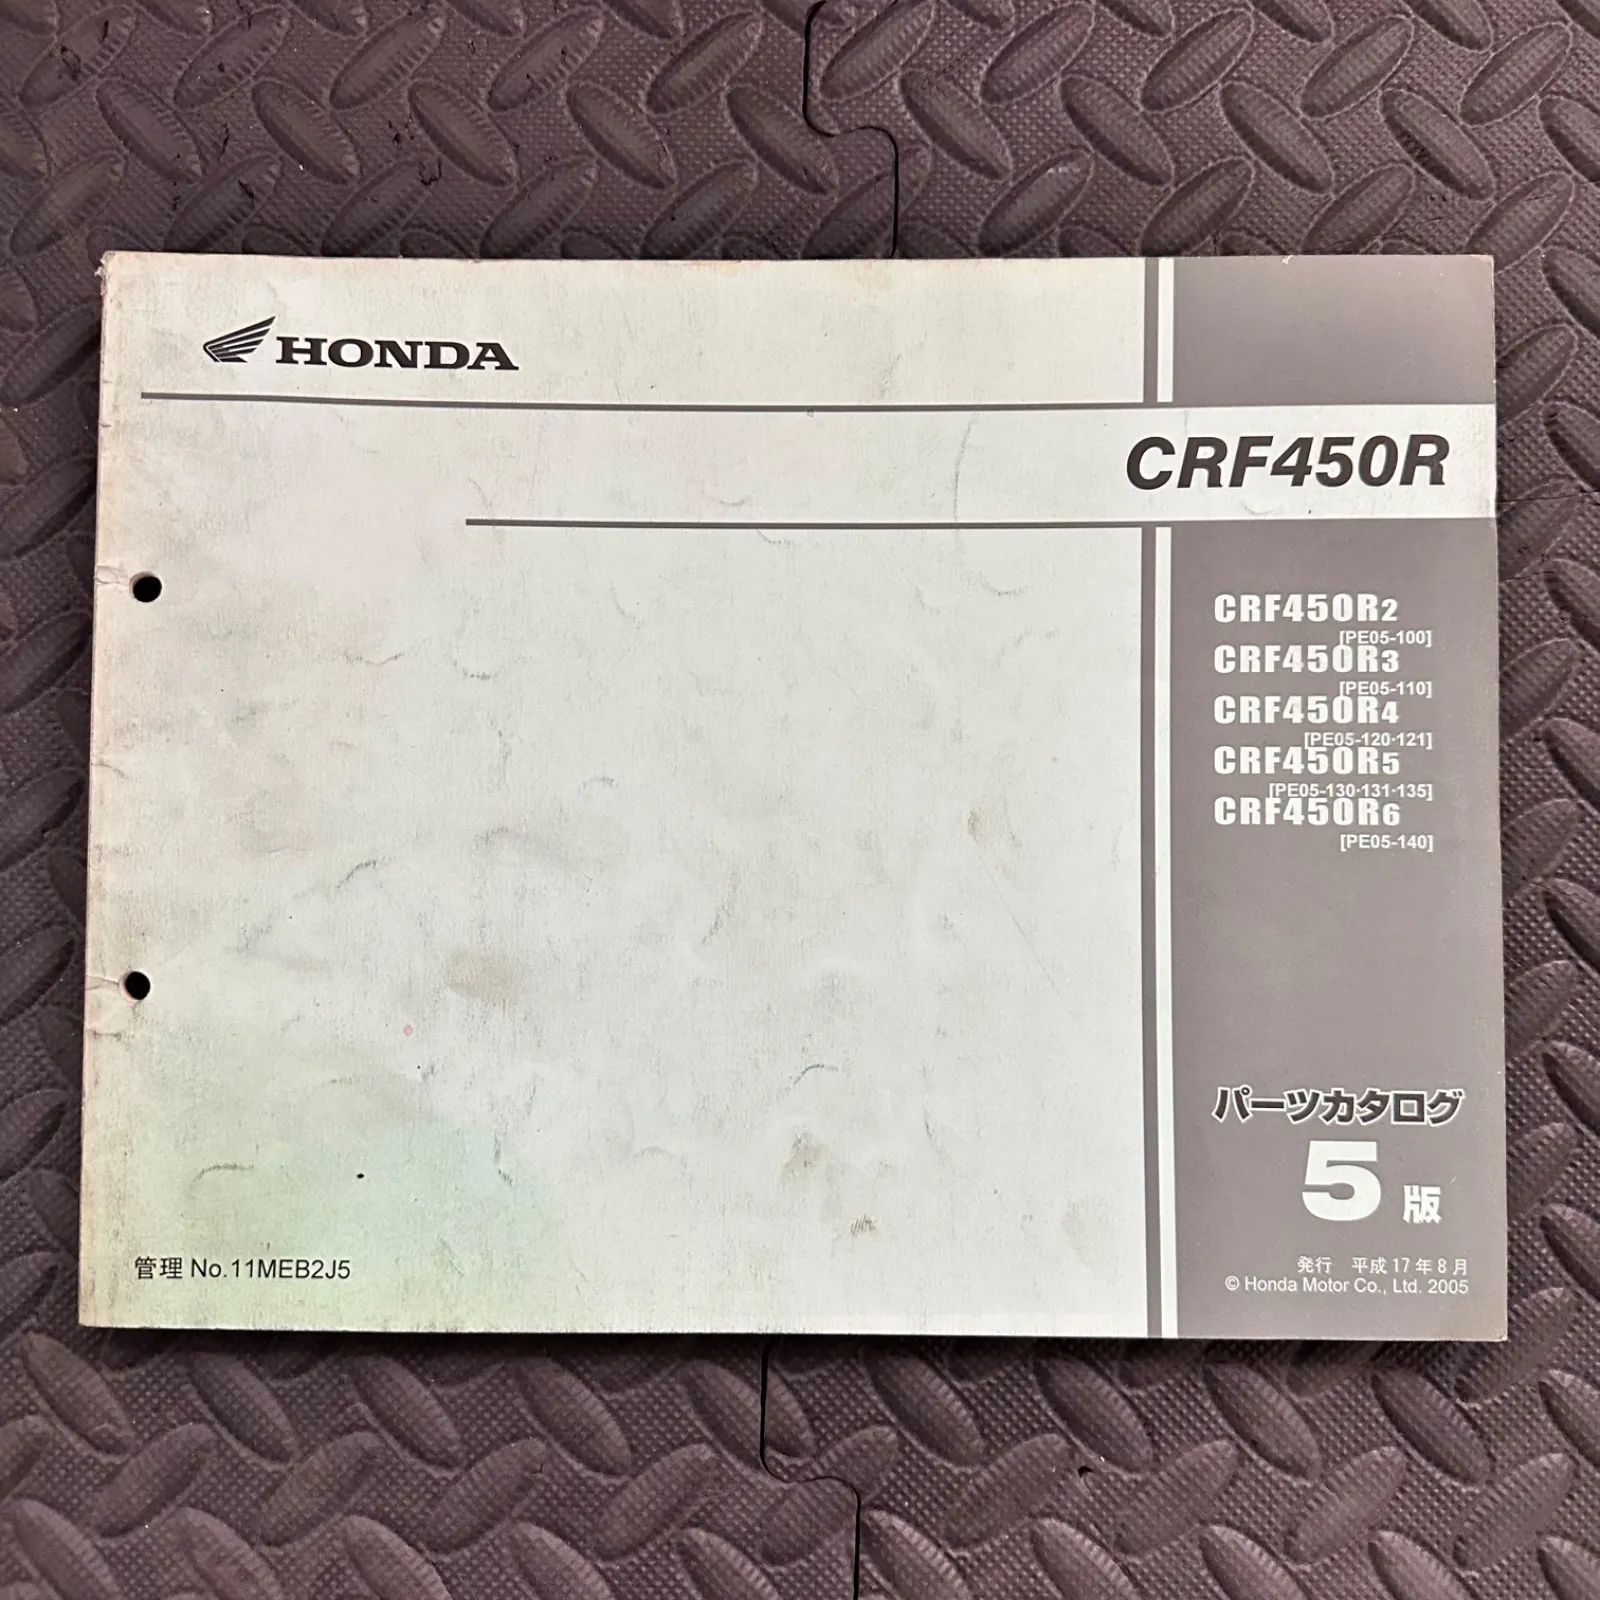 HONDA
CRF450R
CRF450R2
[PE05-100]
CRF450R3
[PE05-110]
CRF450R4
[PE05-120·121]
CRF450R5
[PE05-130·131·135]
CRF450R6
[PE05-140]
パーツカタログ
5版
管理 No.11MEB2J5
発行 平成17年8月
© Honda Motor Co., Ltd. 2005